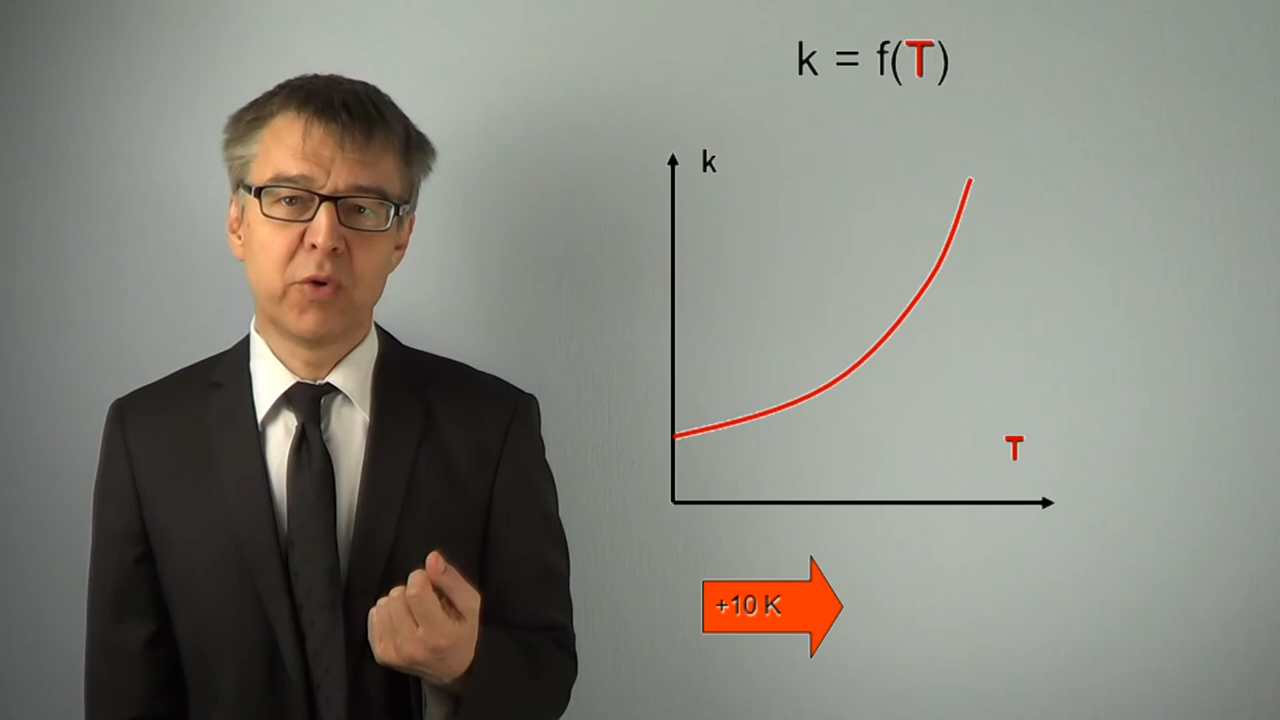 k = f(T)
k
T
+10 K